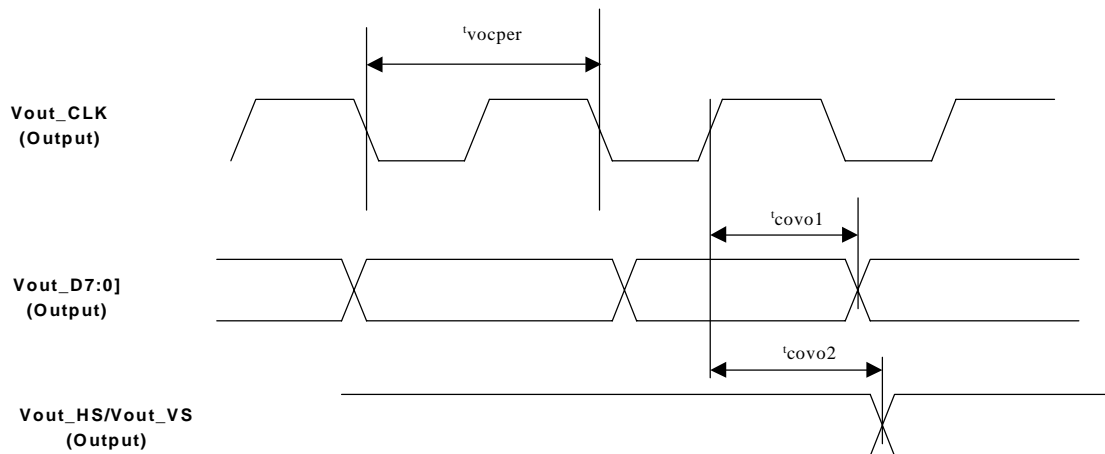 tvocper
Vout_CLK
(Output)
tcovo1
Vout_D7:0]
(Output)
tcovo2
Vout_HS/Vout_VS
(Output)